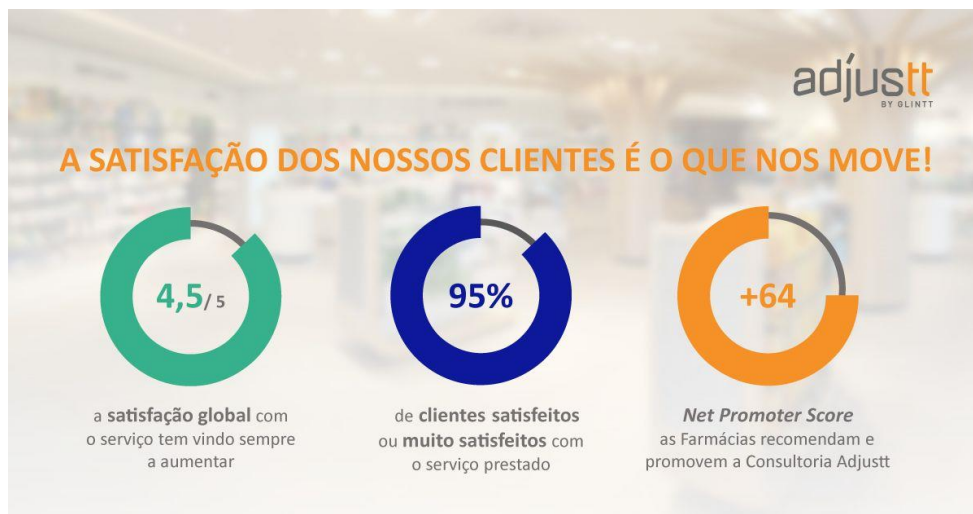 adjustt
BY GLINTT
A SATISFAÇÃO DOS NOSSOS CLIENTES É O QUE NOS MOVE!
4,5/ 5
95%
+64
a satisfação global com
o serviço tem vindo sempre
a aumentar
de clientes satisfeitos
ou muito satisfeitos com
o serviço prestado
Net Promoter Score
as Farmácias recomendam e
promovem a Consultoria Adjustt